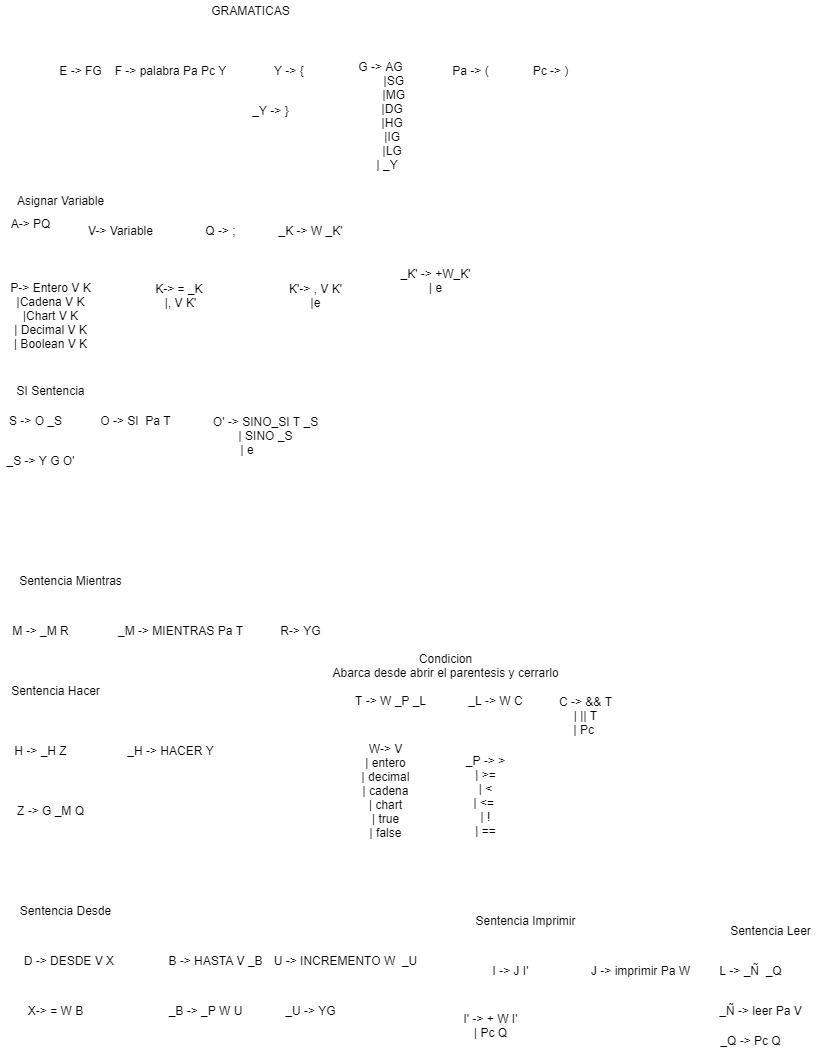 GRAMATICAS
E -> FG F -> palabra Pa Pc Y Y -> { G -> AG Pa -> ( Pc -> )
|SG
|MG
_Y -> } |DG
|HG
|IG
|LG
| _Y
Asignar Variable
A-> PQ V-> Variable Q -> ; _K -> W _K'
_K' -> +W_K'
| e
P-> Entero V K K-> = _K K'-> , V K'
|Cadena V K |, V K' |e
|Chart V K
| Decimal V K
| Boolean V K
SI Sentencia
S -> O _S O -> SI Pa T O' -> SINO_SI T _S
| SINO _S
| e
_S -> Y G O'
Sentencia Mientras
M -> _M R _M -> MIENTRAS Pa T R-> YG
Condicion
Abarca desde abrir el parentesis y cerrarlo
T -> W _P _L _L -> W C C -> && T
| || T
| Pc
W-> V
| entero
| decimal
| cadena
| chart
| true
| false
_P -> >
| >=
| <
| <=
| !
| ==
Sentencia Hacer
H -> _H Z _H -> HACER Y
Z -> G _M Q
Sentencia Desde
D -> DESDE V X B -> HASTA V _B U -> INCREMENTO W _U
X-> = W B _B -> _P W U _U -> YG
Sentencia Imprimir
I -> J I' J -> imprimir Pa W
I' -> + W I'
| Pc Q
Sentencia Leer
L -> _Ñ _Q
_Ñ -> leer Pa V
_Q -> Pc Q